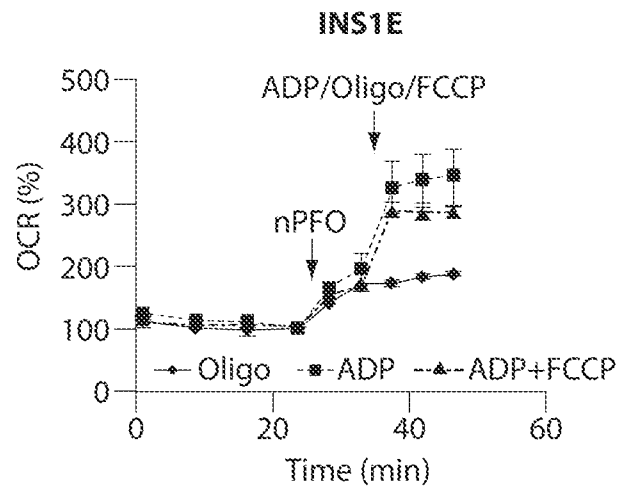 INS1E
500
ADP/Oligo/FCCP
400
OCR (%)
300
nPFO
200
100
Oligo ADP ADP+FCCP
0
0 20 40 60
Time (min)